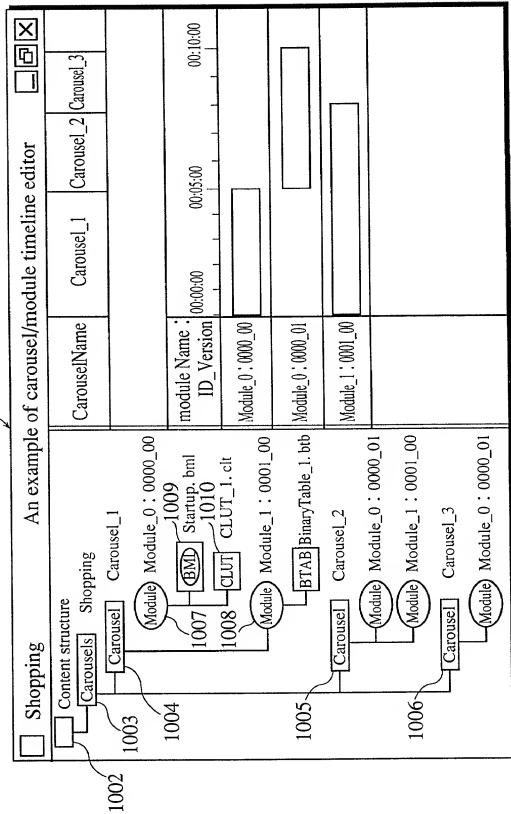 Shopping An example of carousel/module timeline editor
Content structure
Carousels Shopping
Carousel Carousel_1
Module Module_0 : 0000_00
BML Startup. bml
CLUT CLUT_1. clt
Module Module_1 : 0001_00
BTAB BinaryTable_1. btb
Carousel Carousel_2
Module Module_0 : 0000_01
Module Module_1 : 0001_00
Carousel Carousel_3
Module Module_0 : 0000_01
1002
1003
1004
1005
1006
1007
1008
1009
1010
CarouselName Carousel_1 Carousel_2 Carousel_3
module Name :
ID_Version
00:00:00 00:05:00 00:10:00
Module_0 : 0000_00
Module_0 : 0000_01
Module_1 : 0001_00